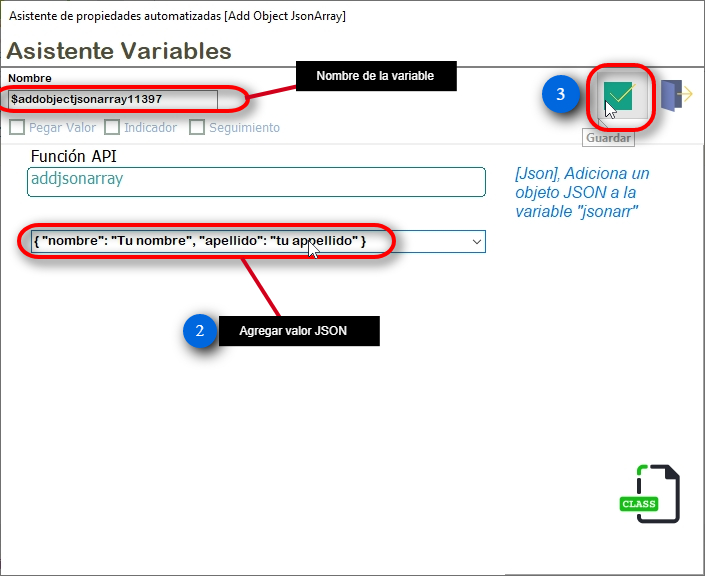 Asistente de propiedades automatizadas [Add Object JsonArray]
Asistente Variables
Nombre
Nombre de la variable
$addobjectjsonarray11397
3
Pegar Valor
Indicador
Seguimiento
Guardar
Función API
addjsonarray
[Json], Adiciona un
objeto JSON a la
variable "jsonarr"
{ "nombre": "Tu nombre", "apellido": "tu appellido" }
2
Agregar valor JSON
CLASS